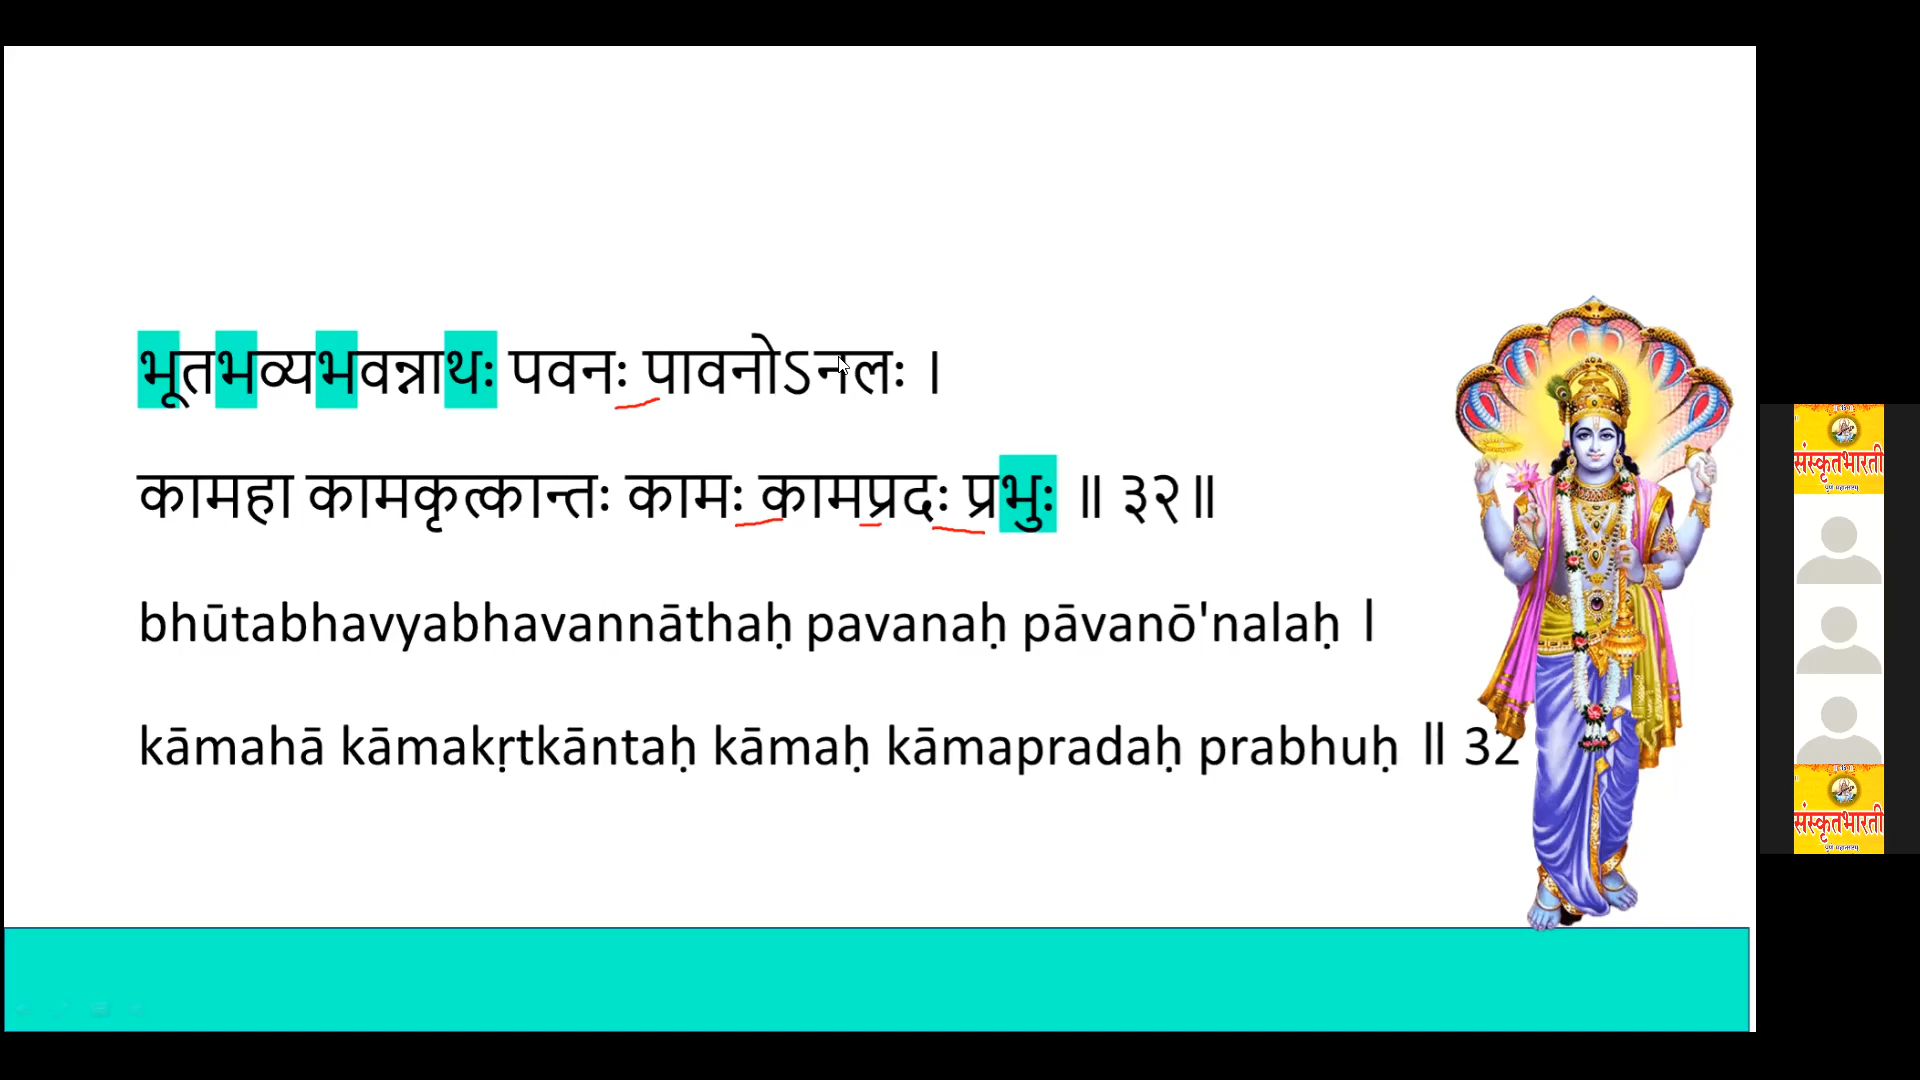 भूतभव्यभवन्नाथः पवनः पावनोऽनलः ।
कामहा कामकृत्कान्तः कामः कामप्रदः प्रभुः ॥ ३२॥
bhūtabhavyabhavannāthaḥ pavanaḥ pāvanō'nalaḥ ।
kāmahā kāmakṛtkāntaḥ kāmaḥ kāmapradaḥ prabhuḥ ॥ 32
संस्कृतभारती
संस्कृतभारती